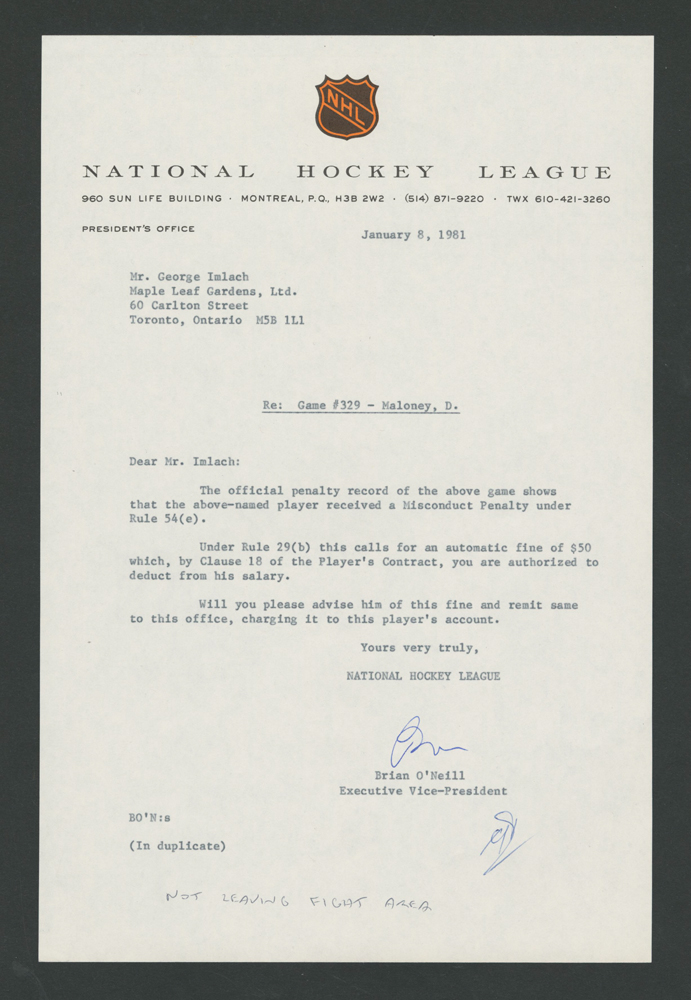 NHL
NATIONAL HOCKEY LEAGUE
960 SUN LIFE BUILDING · MONTREAL, P.Q., H3B 2W2 · (514) 871-9220 · TWX 610-421-3260
PRESIDENT'S OFFICE
January 8, 1981
Mr. George Imlach
Maple Leaf Gardens, Ltd.
60 Carlton Street
Toronto, Ontario M5B 1L1
Re: Game #329 - Maloney, D.
Dear Mr. Imlach:
The official penalty record of the above game shows
that the above-named player received a Misconduct Penalty under
Rule 54(e).
Under Rule 29(b) this calls for an automatic fine of $50
which, by Clause 18 of the Player's Contract, you are authorized to
deduct from his salary.
Will you please advise him of this fine and remit same
to this office, charging it to this player's account.
Yours very truly,
NATIONAL HOCKEY LEAGUE
Brian O'Neill
Executive Vice-President
BO'N:s
(In duplicate)
NOT LEAVING FIGHT AREA